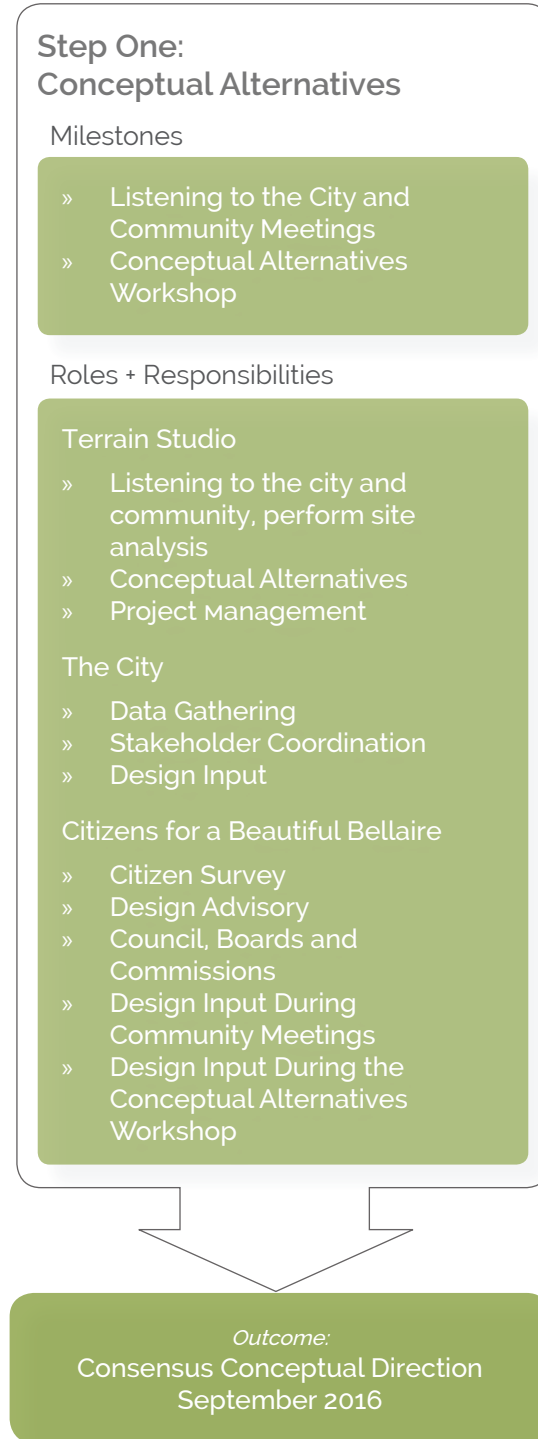 Step One:
Conceptual Alternatives
Milestones
» Listening to the City and
Community Meetings
» Conceptual Alternatives
Workshop
Roles + Responsibilities
Terrain Studio
» Listening to the city and
community, perform site
analysis
» Conceptual Alternatives
» Project Management
The City
» Data Gathering
» Stakeholder Coordination
» Design Input
Citizens for a Beautiful Bellaire
» Citizen Survey
» Design Advisory
» Council, Boards and
Commissions
» Design Input During
Community Meetings
» Design Input During the
Conceptual Alternatives
Workshop
Outcome:
Consensus Conceptual Direction
September 2016